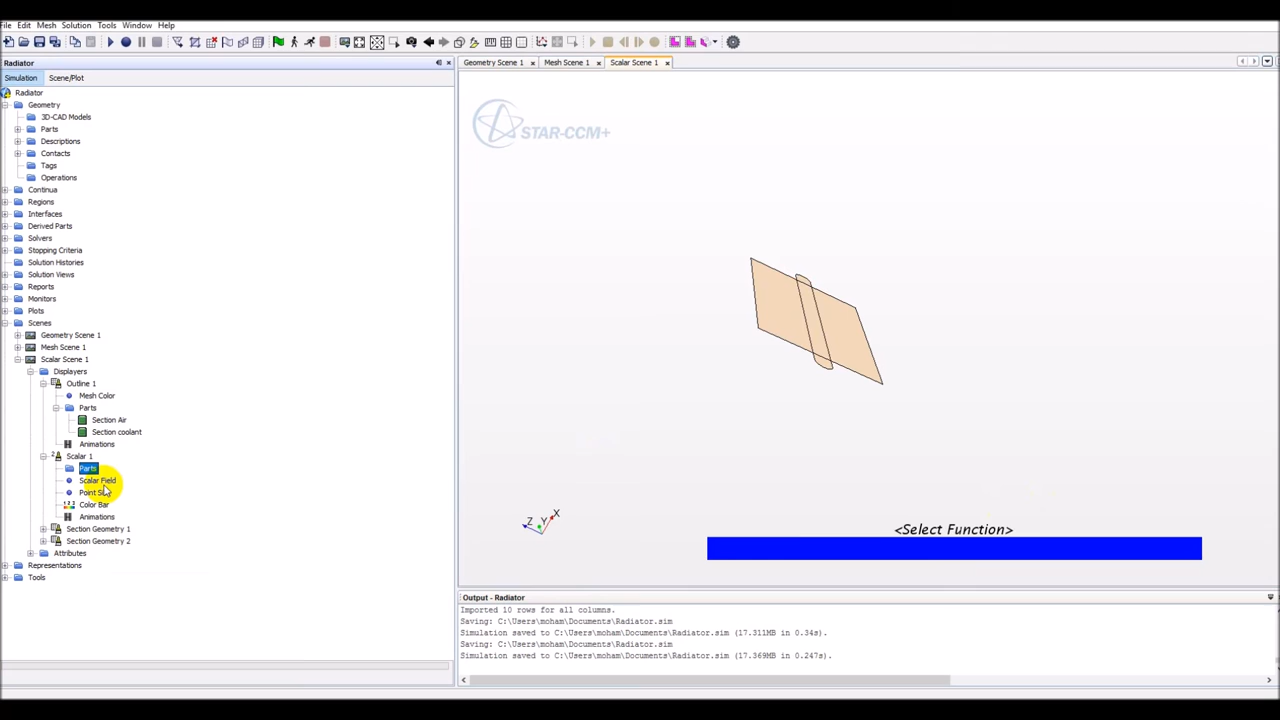 File Edit Mesh Solution Tools Window Help
Radiator
Geometry Scene 1 Mesh Scene 1 Scalar Scene 1
Simulation Scene/Plot
Radiator
Geometry
3D-CAD Models
Parts
Descriptions
Contacts
Tags
Operations
Continua
Regions
Interfaces
Derived Parts
Solvers
Stopping Criteria
Solution Histories
Solution Views
Reports
Monitors
Plots
Scenes
Geometry Scene 1
Mesh Scene 1
Scalar Scene 1
Displayers
Outline 1
Mesh Color
Parts
Section Air
Section coolant
Animations
Scalar 1
Parts
Scalar Field
Color Bar
Animations
Section Geometry 1
Section Geometry 2
Attributes
Representations
Tools
STAR-CCM+
Z Y X
<Select Function>
Output - Radiator
Imported 10 rows for all columns.
Saving: C:\Users\moham\Documents\Radiator.sim
Simulation saved to C:\Users\moham\Documents\Radiator.sim (17.311MB in 0.34s).
Saving: C:\Users\moham\Documents\Radiator.sim
Simulation saved to C:\Users\moham\Documents\Radiator.sim (17.369MB in 0.247s).